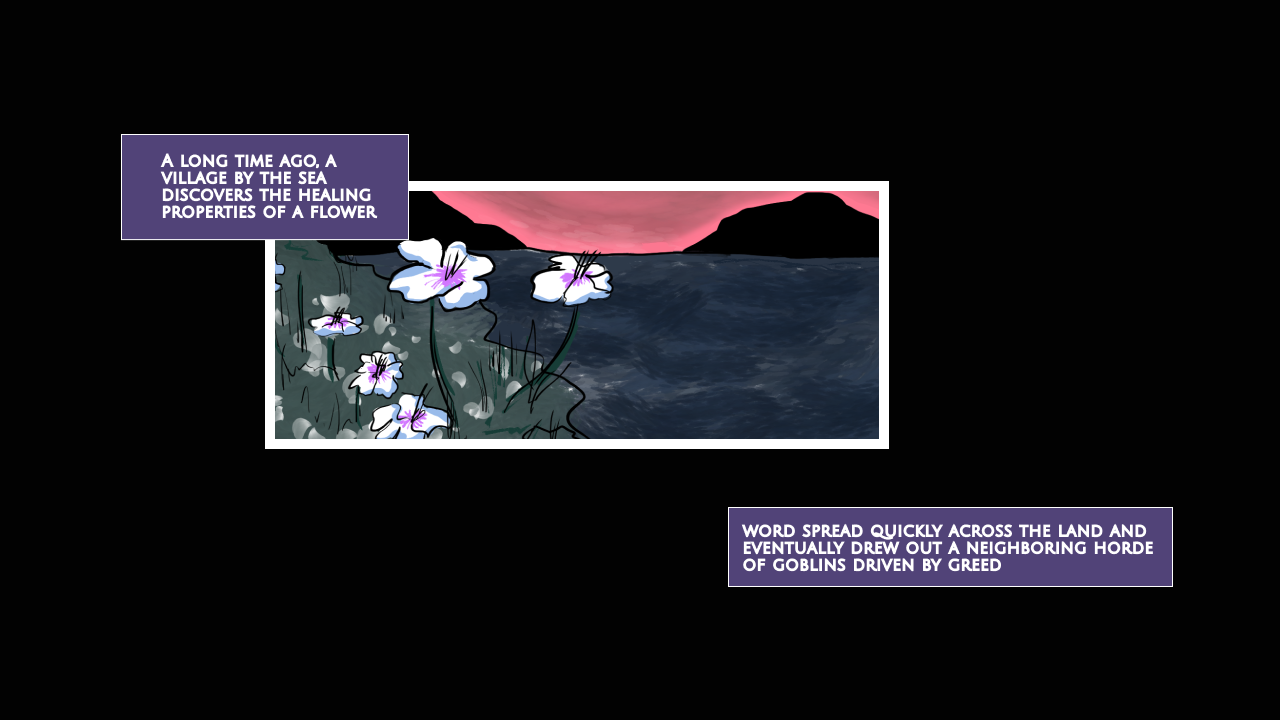 A LONG TIME AGO, A
VILLAGE BY THE SEA
DISCOVERS THE HEALING
PROPERTIES OF A FLOWER
WORD SPREAD QUICKLY ACROSS THE LAND AND
EVENTUALLY DREW OUT A NEIGHBORING HORDE
OF GOBLINS DRIVEN BY GREED